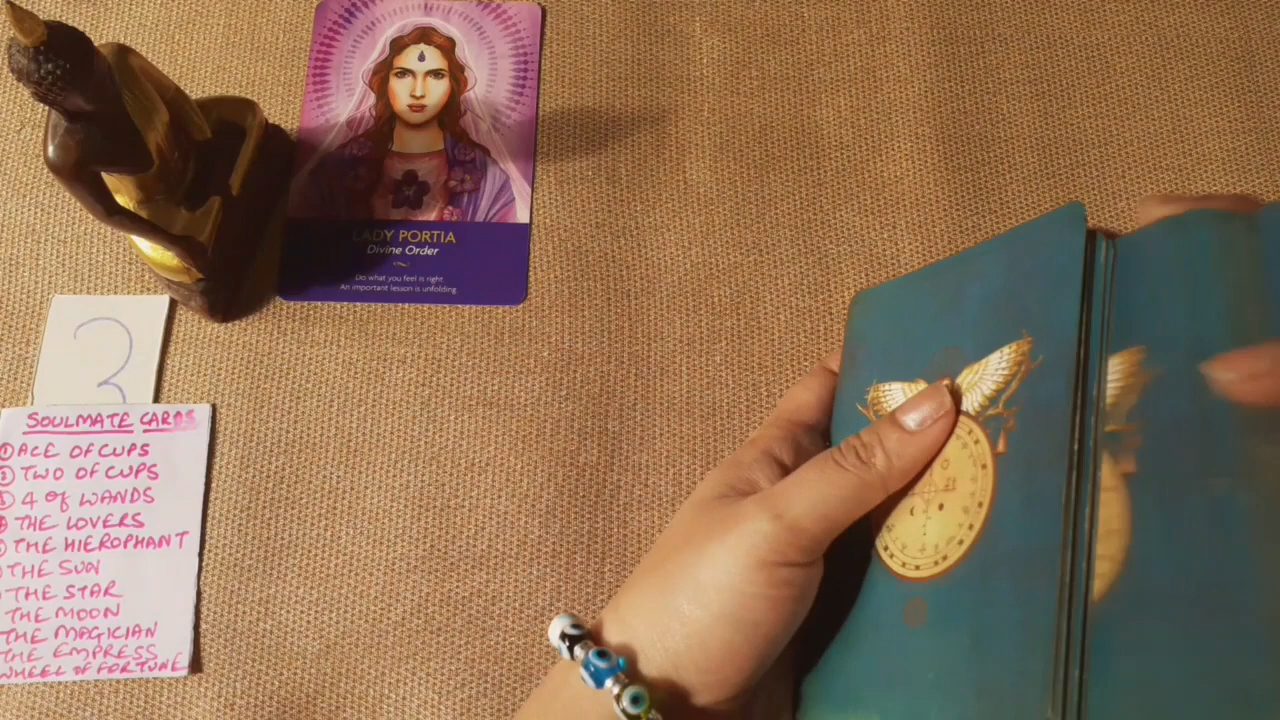 LADY PORTIA
Divine Order
Do what you feel is right.
An important lesson is unfolding.
3
SOULMATE CARDS
① ACE OF CUPS
② TWO OF CUPS
4 OF WANDS
THE LOVERS
THE HIEROPHANT
THE SUN
THE STAR
THE MOON
THE MAGICIAN
THE EMPRESS
WHEEL OF FORTUNE